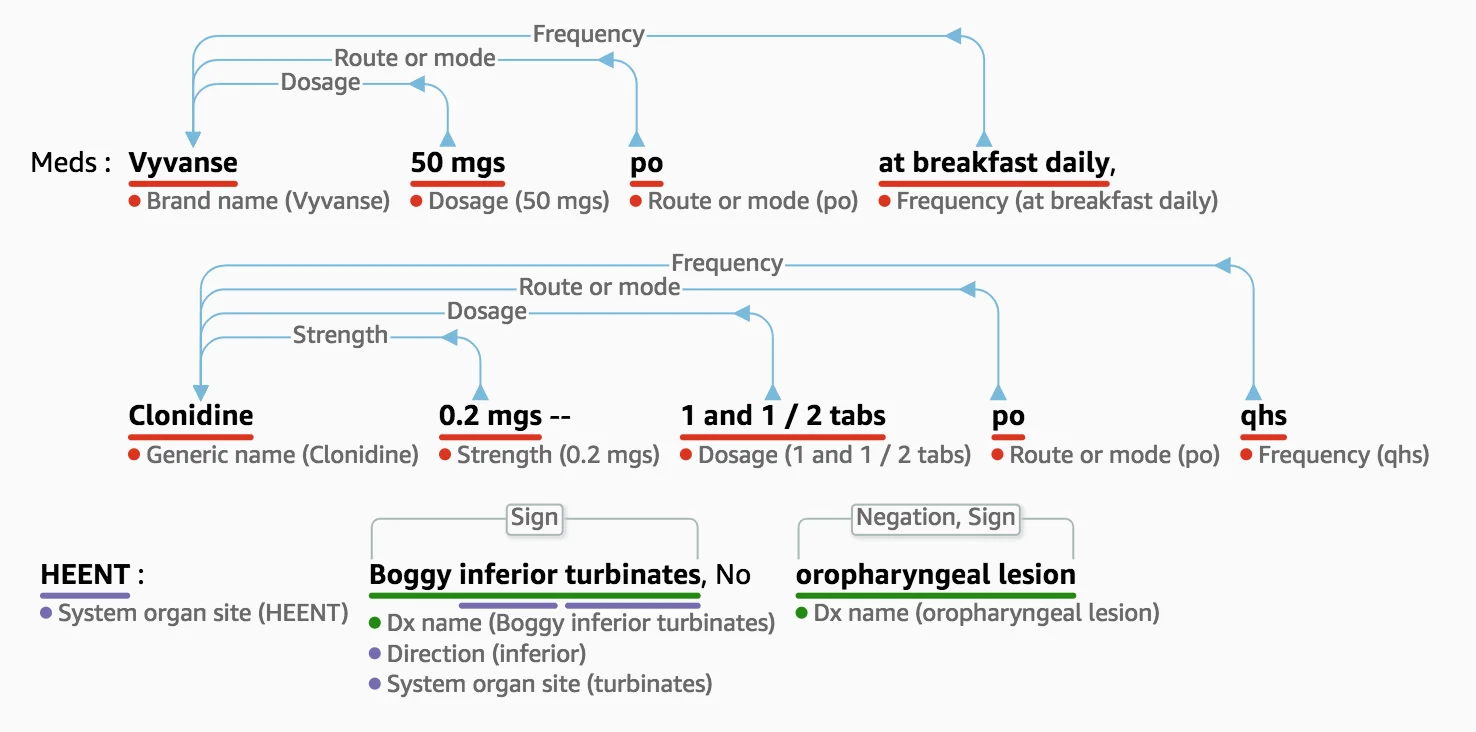 Frequency
Route or mode
Dosage
Meds : Vyvanse 50 mgs po at breakfast daily,
Brand name (Vyvanse) Dosage (50 mgs) Route or mode (po) Frequency (at breakfast daily)
Frequency
Route or mode
Dosage
Strength
Clonidine 0.2 mgs -- 1 and 1 / 2 tabs po qhs
Generic name (Clonidine) Strength (0.2 mgs) Dosage (1 and 1 / 2 tabs) Route or mode (po) Frequency (qhs)
Sign Negation, Sign
HEENT : Boggy inferior turbinates, No oropharyngeal lesion
System organ site (HEENT) Dx name (Boggy inferior turbinates) Dx name (oropharyngeal lesion)
Direction (inferior)
System organ site (turbinates)